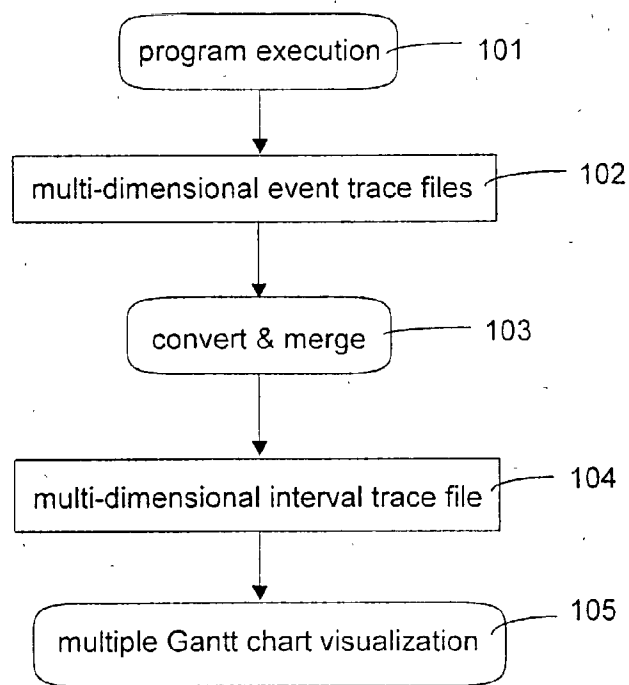 program execution 101
multi-dimensional event trace files 102
convert & merge 103
multi-dimensional interval trace file 104
multiple Gantt chart visualization 105